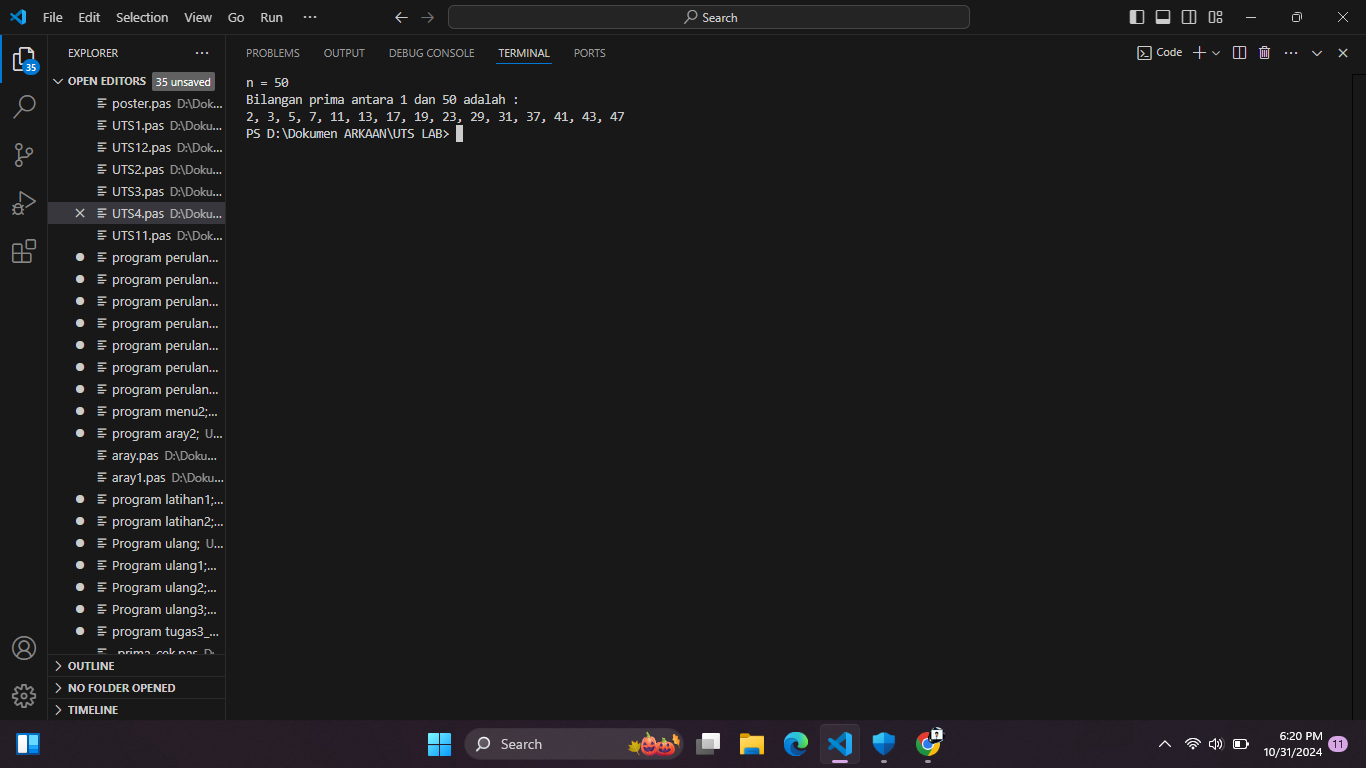 File Edit Selection View Go Run ···
Search
EXPLORER ···
OPEN EDITORS 35 unsaved
poster.pas D:\Dok...
UTS1.pas D:\Doku...
UTS12.pas D:\Dok...
UTS2.pas D:\Doku...
UTS3.pas D:\Doku...
UTS4.pas D:\Doku...
UTS11.pas D:\Dok...
program perulan...
program perulan...
program perulan...
program perulan...
program perulan...
program perulan...
program perulan...
program menu2;...
program aray2; U...
aray.pas D:\Doku...
aray1.pas D:\Doku...
program latihan1;...
program latihan2;...
Program ulang; U...
Program ulang1;...
Program ulang2;...
Program ulang3;...
program tugas3_...
OUTLINE
NO FOLDER OPENED
TIMELINE
35
PROBLEMS OUTPUT DEBUG CONSOLE TERMINAL PORTS
Code
n = 50
Bilangan prima antara 1 dan 50 adalah :
2, 3, 5, 7, 11, 13, 17, 19, 23, 29, 31, 37, 41, 43, 47
PS D:\Dokumen ARKAAN\UTS LAB>
Search
6:20 PM
10/31/2024
11